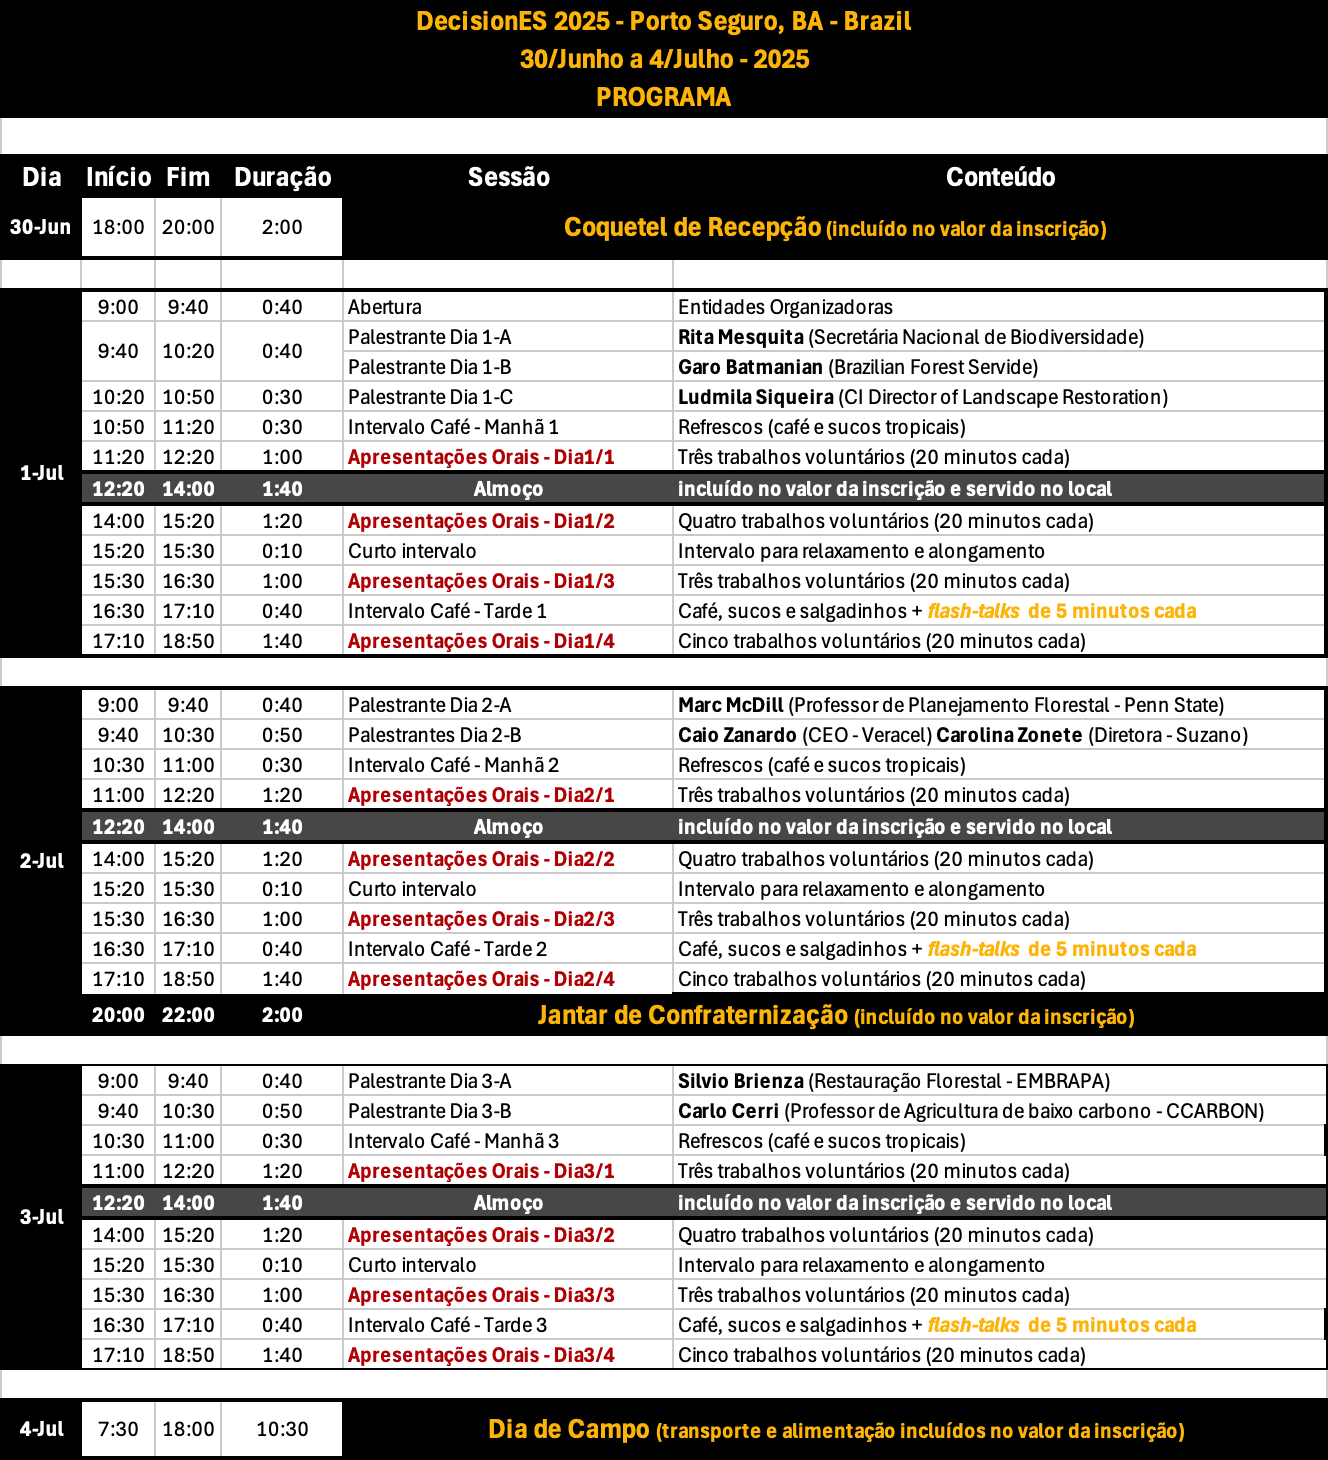 DecisionES 2025 - Porto Seguro, BA - Brazil
30/Junho a 4/Julho - 2025
PROGRAMA
Dia Início Fim Duração Sessão Conteúdo
30-Jun 18:00 20:00 2:00 Coquetel de Recepção (incluído no valor da inscrição)
9:00 9:40 0:40 Abertura Entidades Organizadoras
9:40 10:20 0:40 Palestrante Dia 1-A Rita Mesquita (Secretária Nacional de Biodiversidade)
Palestrante Dia 1-B Garo Batmanian (Brazilian Forest Servide)
10:20 10:50 0:30 Palestrante Dia 1-C Ludmila Siqueira (CI Director of Landscape Restoration)
10:50 11:20 0:30 Intervalo Café - Manhã 1 Refrescos (café e sucos tropicais)
11:20 12:20 1:00 Apresentações Orais - Dia1/1 Três trabalhos voluntários (20 minutos cada)
1-Jul
12:20 14:00 1:40 Almoço incluído no valor da inscrição e servido no local
14:00 15:20 1:20 Apresentações Orais - Dia1/2 Quatro trabalhos voluntários (20 minutos cada)
15:20 15:30 0:10 Curto intervalo Intervalo para relaxamento e alongamento
15:30 16:30 1:00 Apresentações Orais - Dia1/3 Três trabalhos voluntários (20 minutos cada)
16:30 17:10 0:40 Intervalo Café - Tarde 1 Café, sucos e salgadinhos + flash-talks de 5 minutos cada
17:10 18:50 1:40 Apresentações Orais - Dia1/4 Cinco trabalhos voluntários (20 minutos cada)
9:00 9:40 0:40 Palestrante Dia 2-A Marc McDill (Professor de Planejamento Florestal - Penn State)
9:40 10:30 0:50 Palestrantes Dia 2-B Caio Zanardo (CEO - Veracel) Carolina Zonete (Diretora - Suzano)
10:30 11:00 0:30 Intervalo Café - Manhã 2 Refrescos (café e sucos tropicais)
11:00 12:20 1:20 Apresentações Orais - Dia2/1 Três trabalhos voluntários (20 minutos cada)
12:20 14:00 1:40 Almoço incluído no valor da inscrição e servido no local
2-Jul 14:00 15:20 1:20 Apresentações Orais - Dia2/2 Quatro trabalhos voluntários (20 minutos cada)
15:20 15:30 0:10 Curto intervalo Intervalo para relaxamento e alongamento
15:30 16:30 1:00 Apresentações Orais - Dia2/3 Três trabalhos voluntários (20 minutos cada)
16:30 17:10 0:40 Intervalo Café - Tarde 2 Café, sucos e salgadinhos + flash-talks de 5 minutos cada
17:10 18:50 1:40 Apresentações Orais - Dia2/4 Cinco trabalhos voluntários (20 minutos cada)
20:00 22:00 2:00 Jantar de Confraternização (incluído no valor da inscrição)
9:00 9:40 0:40 Palestrante Dia 3-A Silvio Brienza (Restauração Florestal - EMBRAPA)
9:40 10:30 0:50 Palestrante Dia 3-B Carlo Cerri (Professor de Agricultura de baixo carbono - CCARBON)
10:30 11:00 0:30 Intervalo Café - Manhã 3 Refrescos (café e sucos tropicais)
11:00 12:20 1:20 Apresentações Orais - Dia3/1 Três trabalhos voluntários (20 minutos cada)
3-Jul 12:20 14:00 1:40 Almoço incluído no valor da inscrição e servido no local
14:00 15:20 1:20 Apresentações Orais - Dia3/2 Quatro trabalhos voluntários (20 minutos cada)
15:20 15:30 0:10 Curto intervalo Intervalo para relaxamento e alongamento
15:30 16:30 1:00 Apresentações Orais - Dia3/3 Três trabalhos voluntários (20 minutos cada)
16:30 17:10 0:40 Intervalo Café - Tarde 3 Café, sucos e salgadinhos + flash-talks de 5 minutos cada
17:10 18:50 1:40 Apresentações Orais - Dia3/4 Cinco trabalhos voluntários (20 minutos cada)
4-Jul 7:30 18:00 10:30 Dia de Campo (transporte e alimentação incluídos no valor da inscrição)